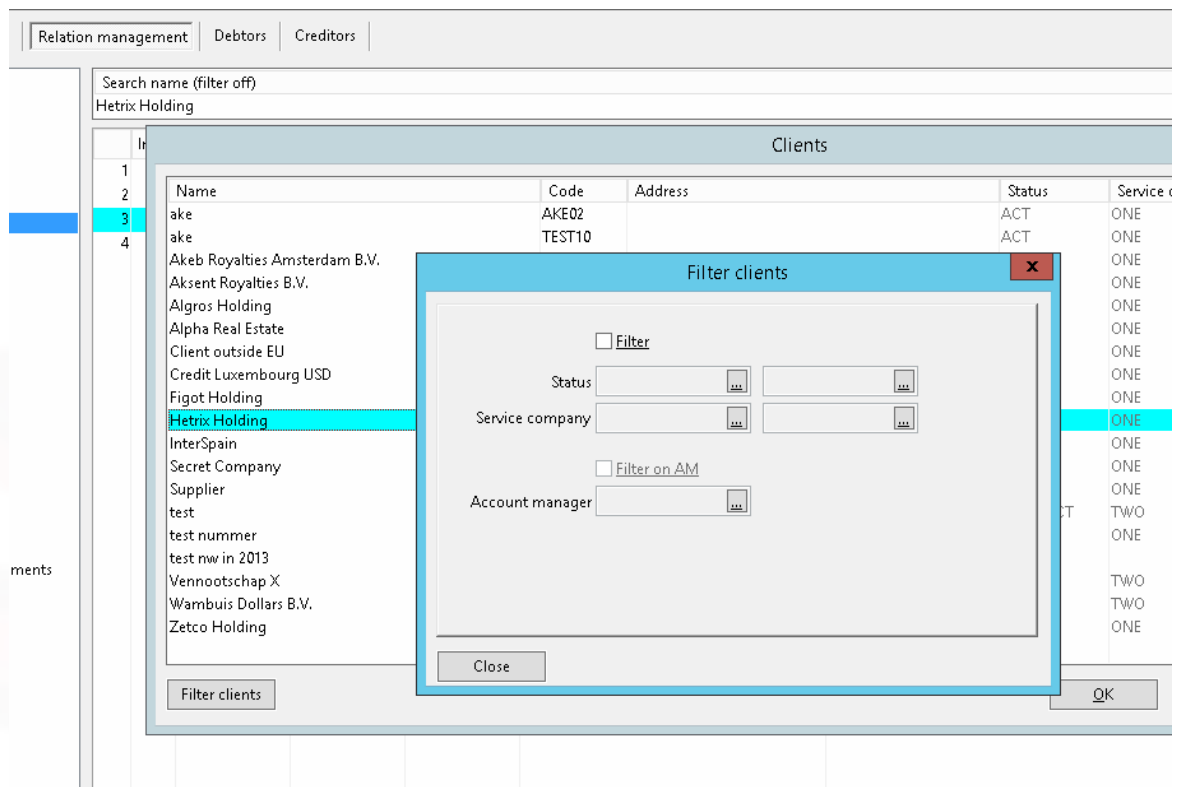 Relation management Debtors Creditors
Search name (filter off)
Hetrix Holding
Clients
1
2
3
4
Name Code Address Status Service
ake AKE02 ACT ONE
ake TEST10 ACT ONE
Akeb Royalties Amsterdam B.V. ONE
Aksent Royalties B.V. ONE
Algros Holding ONE
Alpha Real Estate ONE
Client outside EU ONE
Credit Luxembourg USD ONE
Figot Holding ONE
Hetrix Holding ONE
InterSpain ONE
Secret Company ONE
Supplier ONE
test CT TWO
test nummer ONE
test nw in 2013
Vennootschap X TWO
Wambuis Dollars B.V. TWO
Zetco Holding ONE
Filter clients
x
Filter
Status ... ...
Service company ... ...
Filter on AM
Account manager ...
Close
ments
Filter clients OK